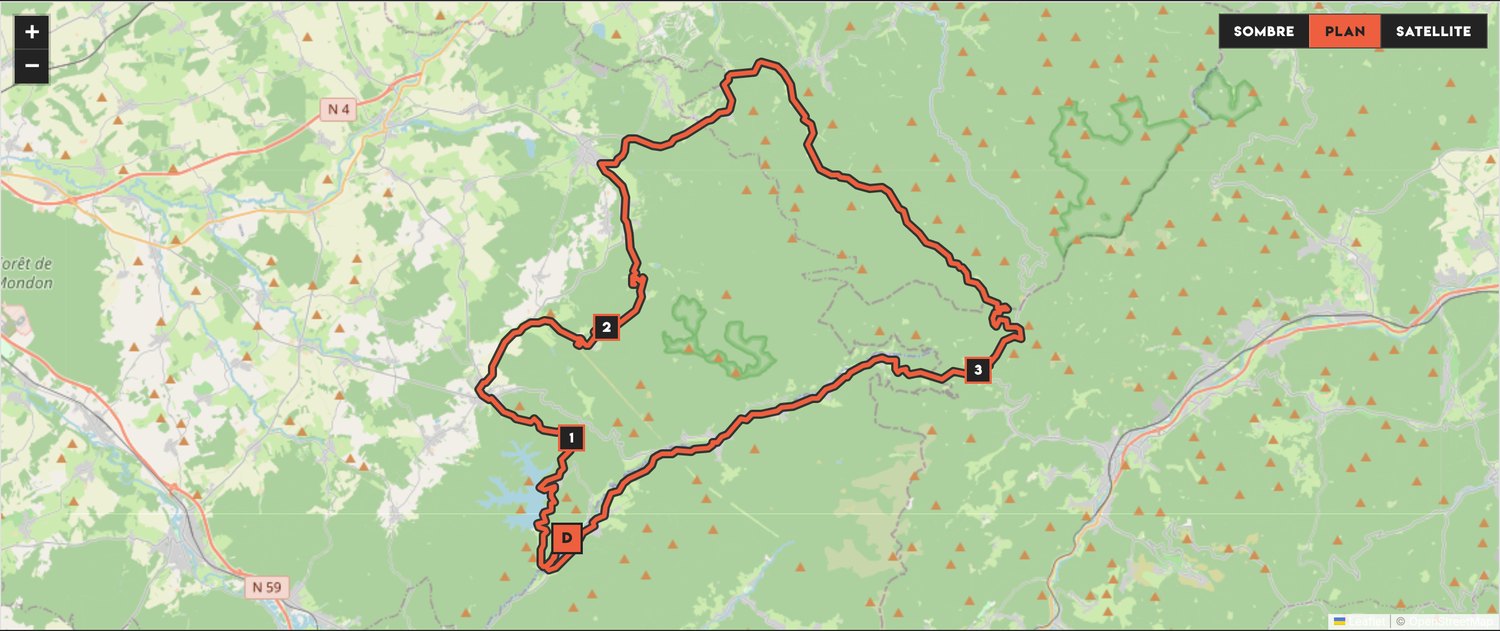 +
−
SOMBRE PLAN SATELLITE
N 4
orêt de
Mondon
2
3
1
D
N 59
Leaflet | © OpenStreetMap